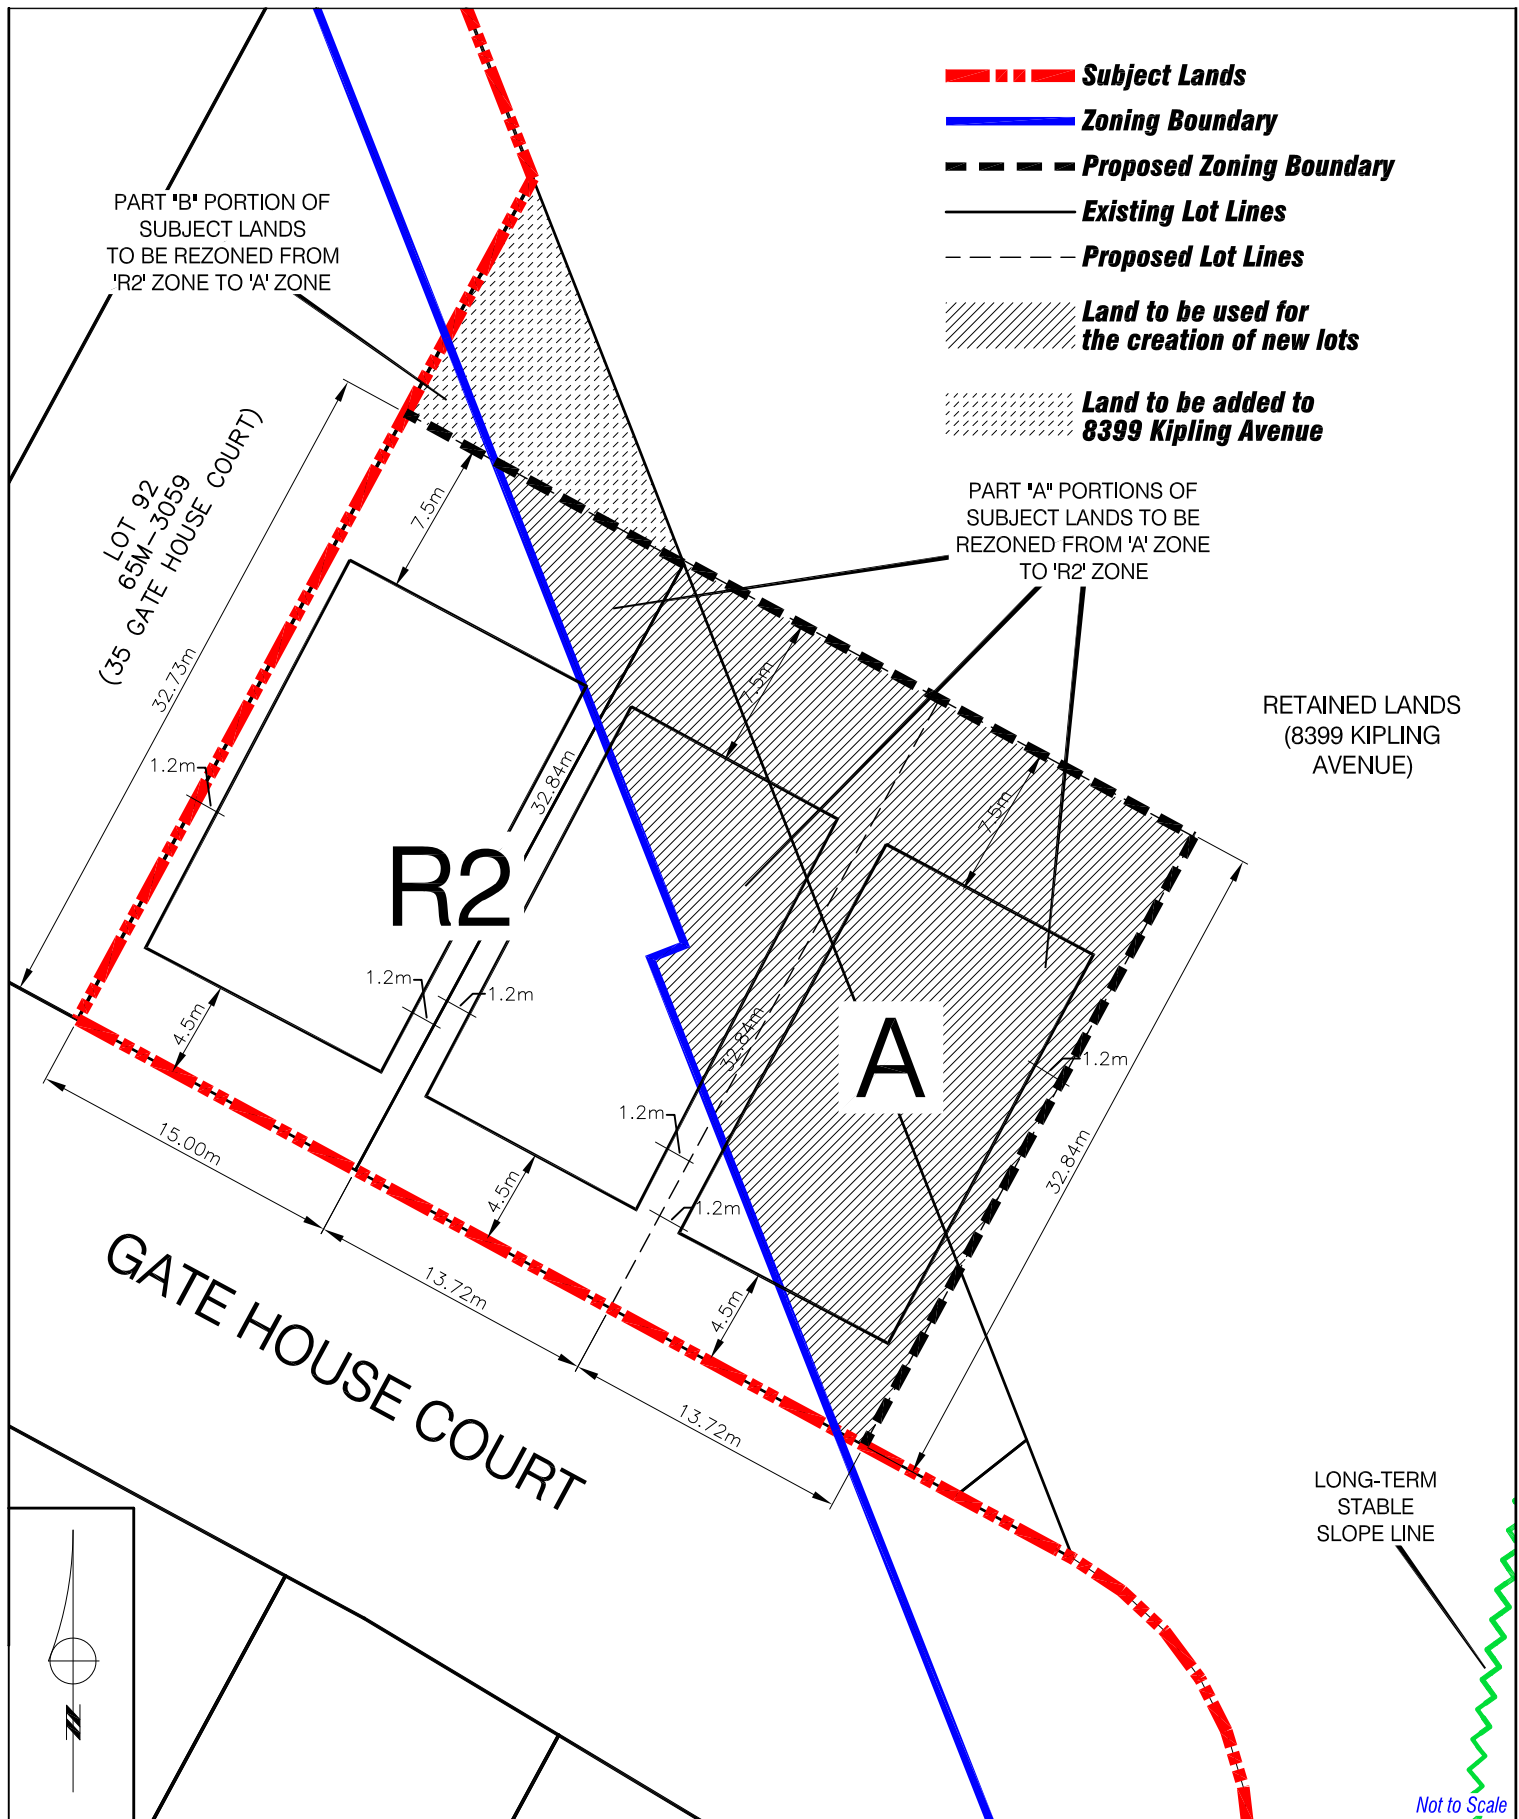 Subject Lands
Zoning Boundary
Proposed Zoning Boundary
Existing Lot Lines
Proposed Lot Lines
Land to be used for
the creation of new lots
Land to be added to
8399 Kipling Avenue
PART "B" PORTION OF
SUBJECT LANDS
TO BE REZONED FROM
'R2' ZONE TO 'A' ZONE
LOT 92
65M-3059
(35 GATE HOUSE COURT)
PART "A" PORTIONS OF
SUBJECT LANDS TO BE
REZONED FROM 'A' ZONE
TO 'R2' ZONE
RETAINED LANDS
(8399 KIPLING
AVENUE)
7.5m
32.73m
7.5m
1.2m
32.84m
7.5m
R2
1.2m
1.2m
4.5m
32.84m
A
1.2m
1.2m
15.00m
4.5m
1.2m
32.84m
13.72m
4.5m
13.72m
GATE HOUSE COURT
LONG-TERM
STABLE
SLOPE LINE
N
Not to Scale